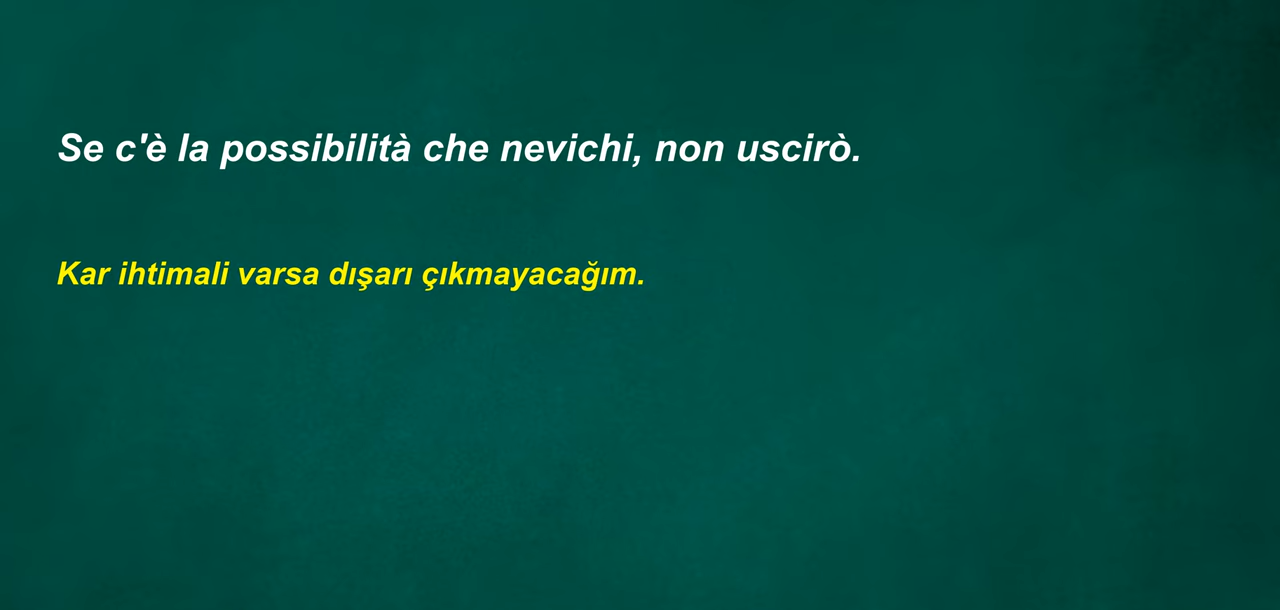 Se c'è la possibilità che nevichi, non uscirò.
Kar ihtimali varsa dışarı çıkmayacağım.